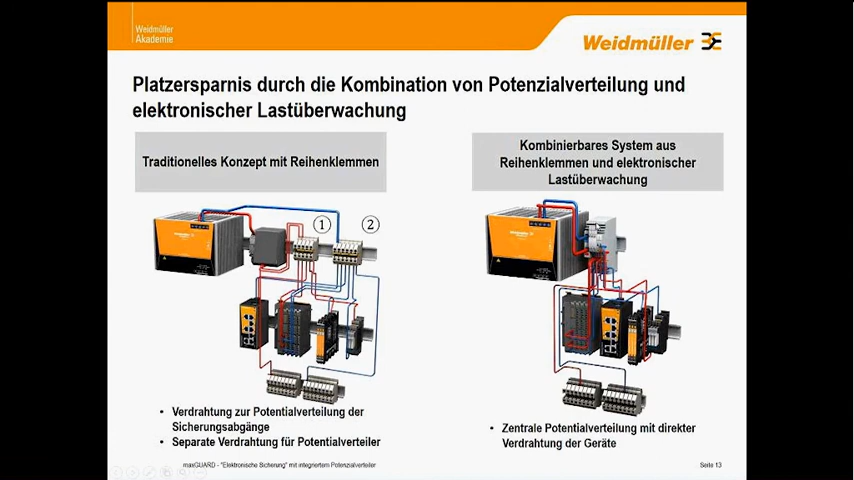 Weidmüller
Akademie
Weidmüller
Platzersparnis durch die Kombination von Potenzialverteilung und
elektronischer Lastüberwachung
Traditionelles Konzept mit Reihenklemmen
Kombinierbares System aus
Reihenklemmen und elektronischer
Lastüberwachung
1
2
• Verdrahtung zur Potentialverteilung der
Sicherungsabgänge
• Separate Verdrahtung für Potentialverteiler
• Zentrale Potentialverteilung mit direkter
Verdrahtung der Geräte
maxGUARD - "Elektronische Sicherung" mit integriertem Potenzialverteiler
Seite 13